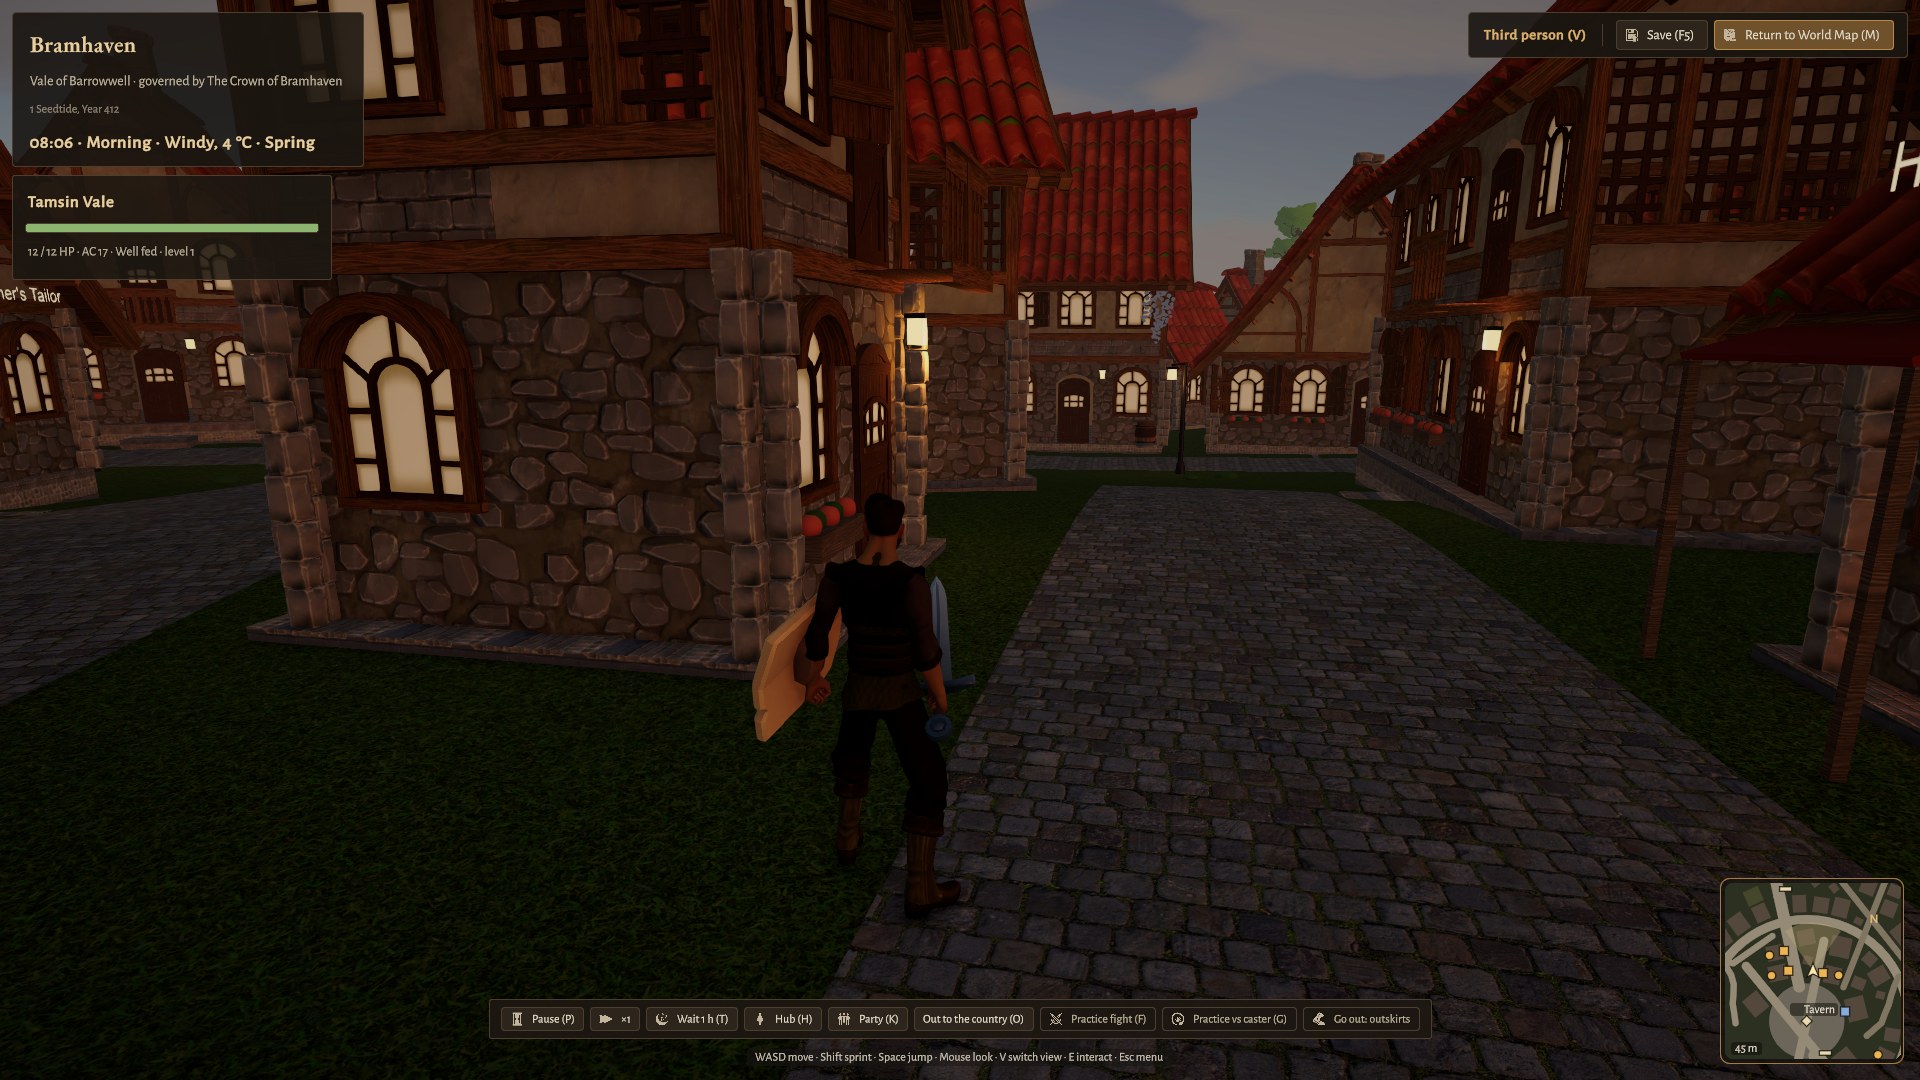 Bramhaven
Vale of Barrowwell · governed by The Crown of Bramhaven
1 Seedtide, Year 412
08:06 · Morning · Windy, 4 °C · Spring
Tamsin Vale
12 / 12 HP · AC 17 · Well fed · level 1
Third person (V)
Save (F5)
Return to World Map (M)
ner's Tailor
H
N
Tavern
45 m
Pause (P)
×1
Wait 1 h (T)
Hub (H)
Party (K)
Out to the country (O)
Practice fight (F)
Practice vs caster (G)
Go out: outskirts
WASD move · Shift sprint · Space jump · Mouse look · V switch view · E interact · Esc menu